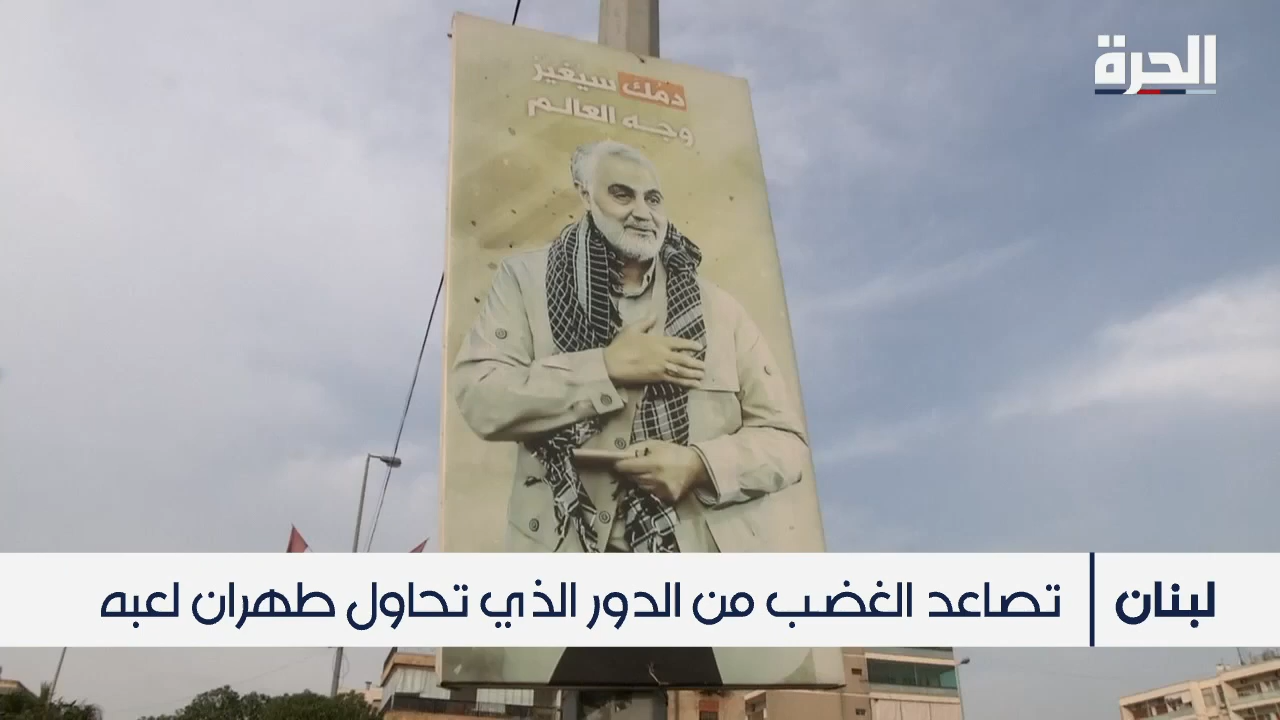 الحرة
دمك سيغير
وجه العالم
لبنان
تصاعد الغضب من الدور الذي تحاول طهران لعبه